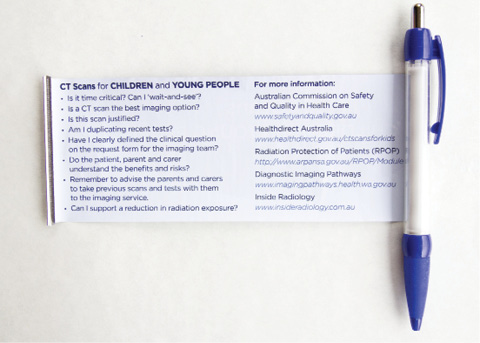 CT Scans for CHILDREN and YOUNG PEOPLE
• Is it time critical? Can I 'wait-and-see'?
• Is a CT scan the best imaging option?
• Is this scan justified?
• Am I duplicating recent tests?
• Have I clearly defined the clinical question
on the request form for the imaging team?
• Do the patient, parent and carer
understand the benefits and risks?
• Remember to advise the parents and carers
to take previous scans and tests with them
to the imaging service.
• Can I support a reduction in radiation exposure?
For more information:
Australian Commission on Safety
and Quality in Health Care
www.safetyandquality.gov.au
Healthdirect Australia
www.healthdirect.gov.au/ctscansforkids
Radiation Protection of Patients (RPOP)
http://www.arpansa.gov.au/RPOP/Module
Diagnostic Imaging Pathways
www.imagingpathways.health.wa.gov.au
Inside Radiology
www.insideradiology.com.au